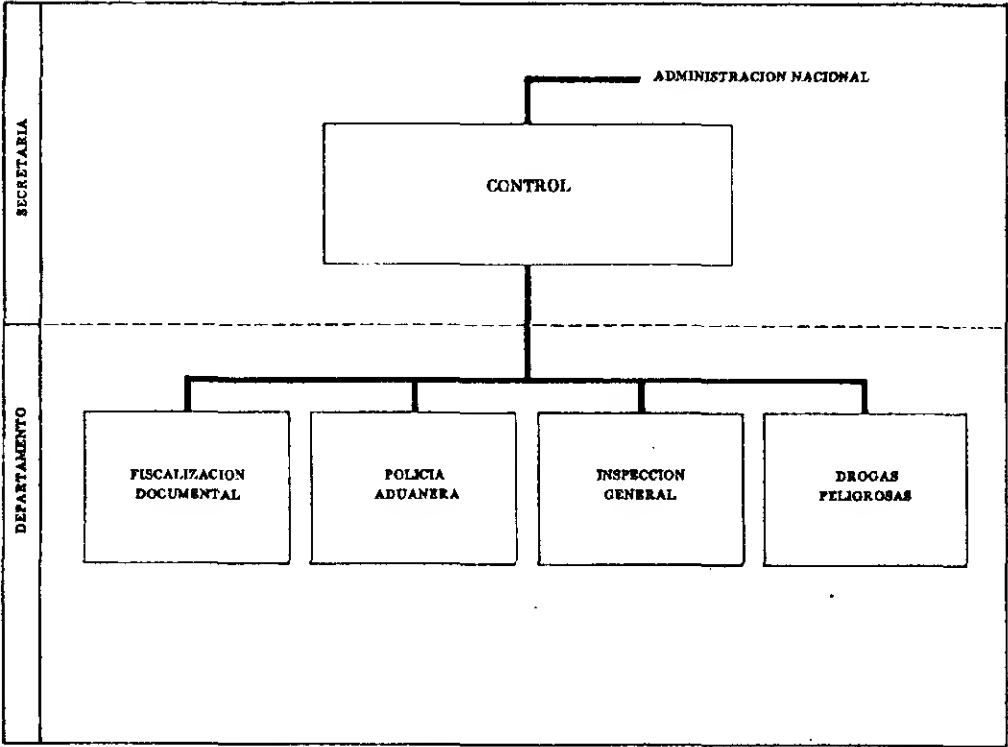 SECRETARIA
ADMINISTRACION NACIONAL
CONTROL
DEPARTAMENTO
FISCALIZACION
DOCUMENTAL
POLICIA
ADUANERA
INSPECCION
GENERAL
DROGAS
PELIGROSAS